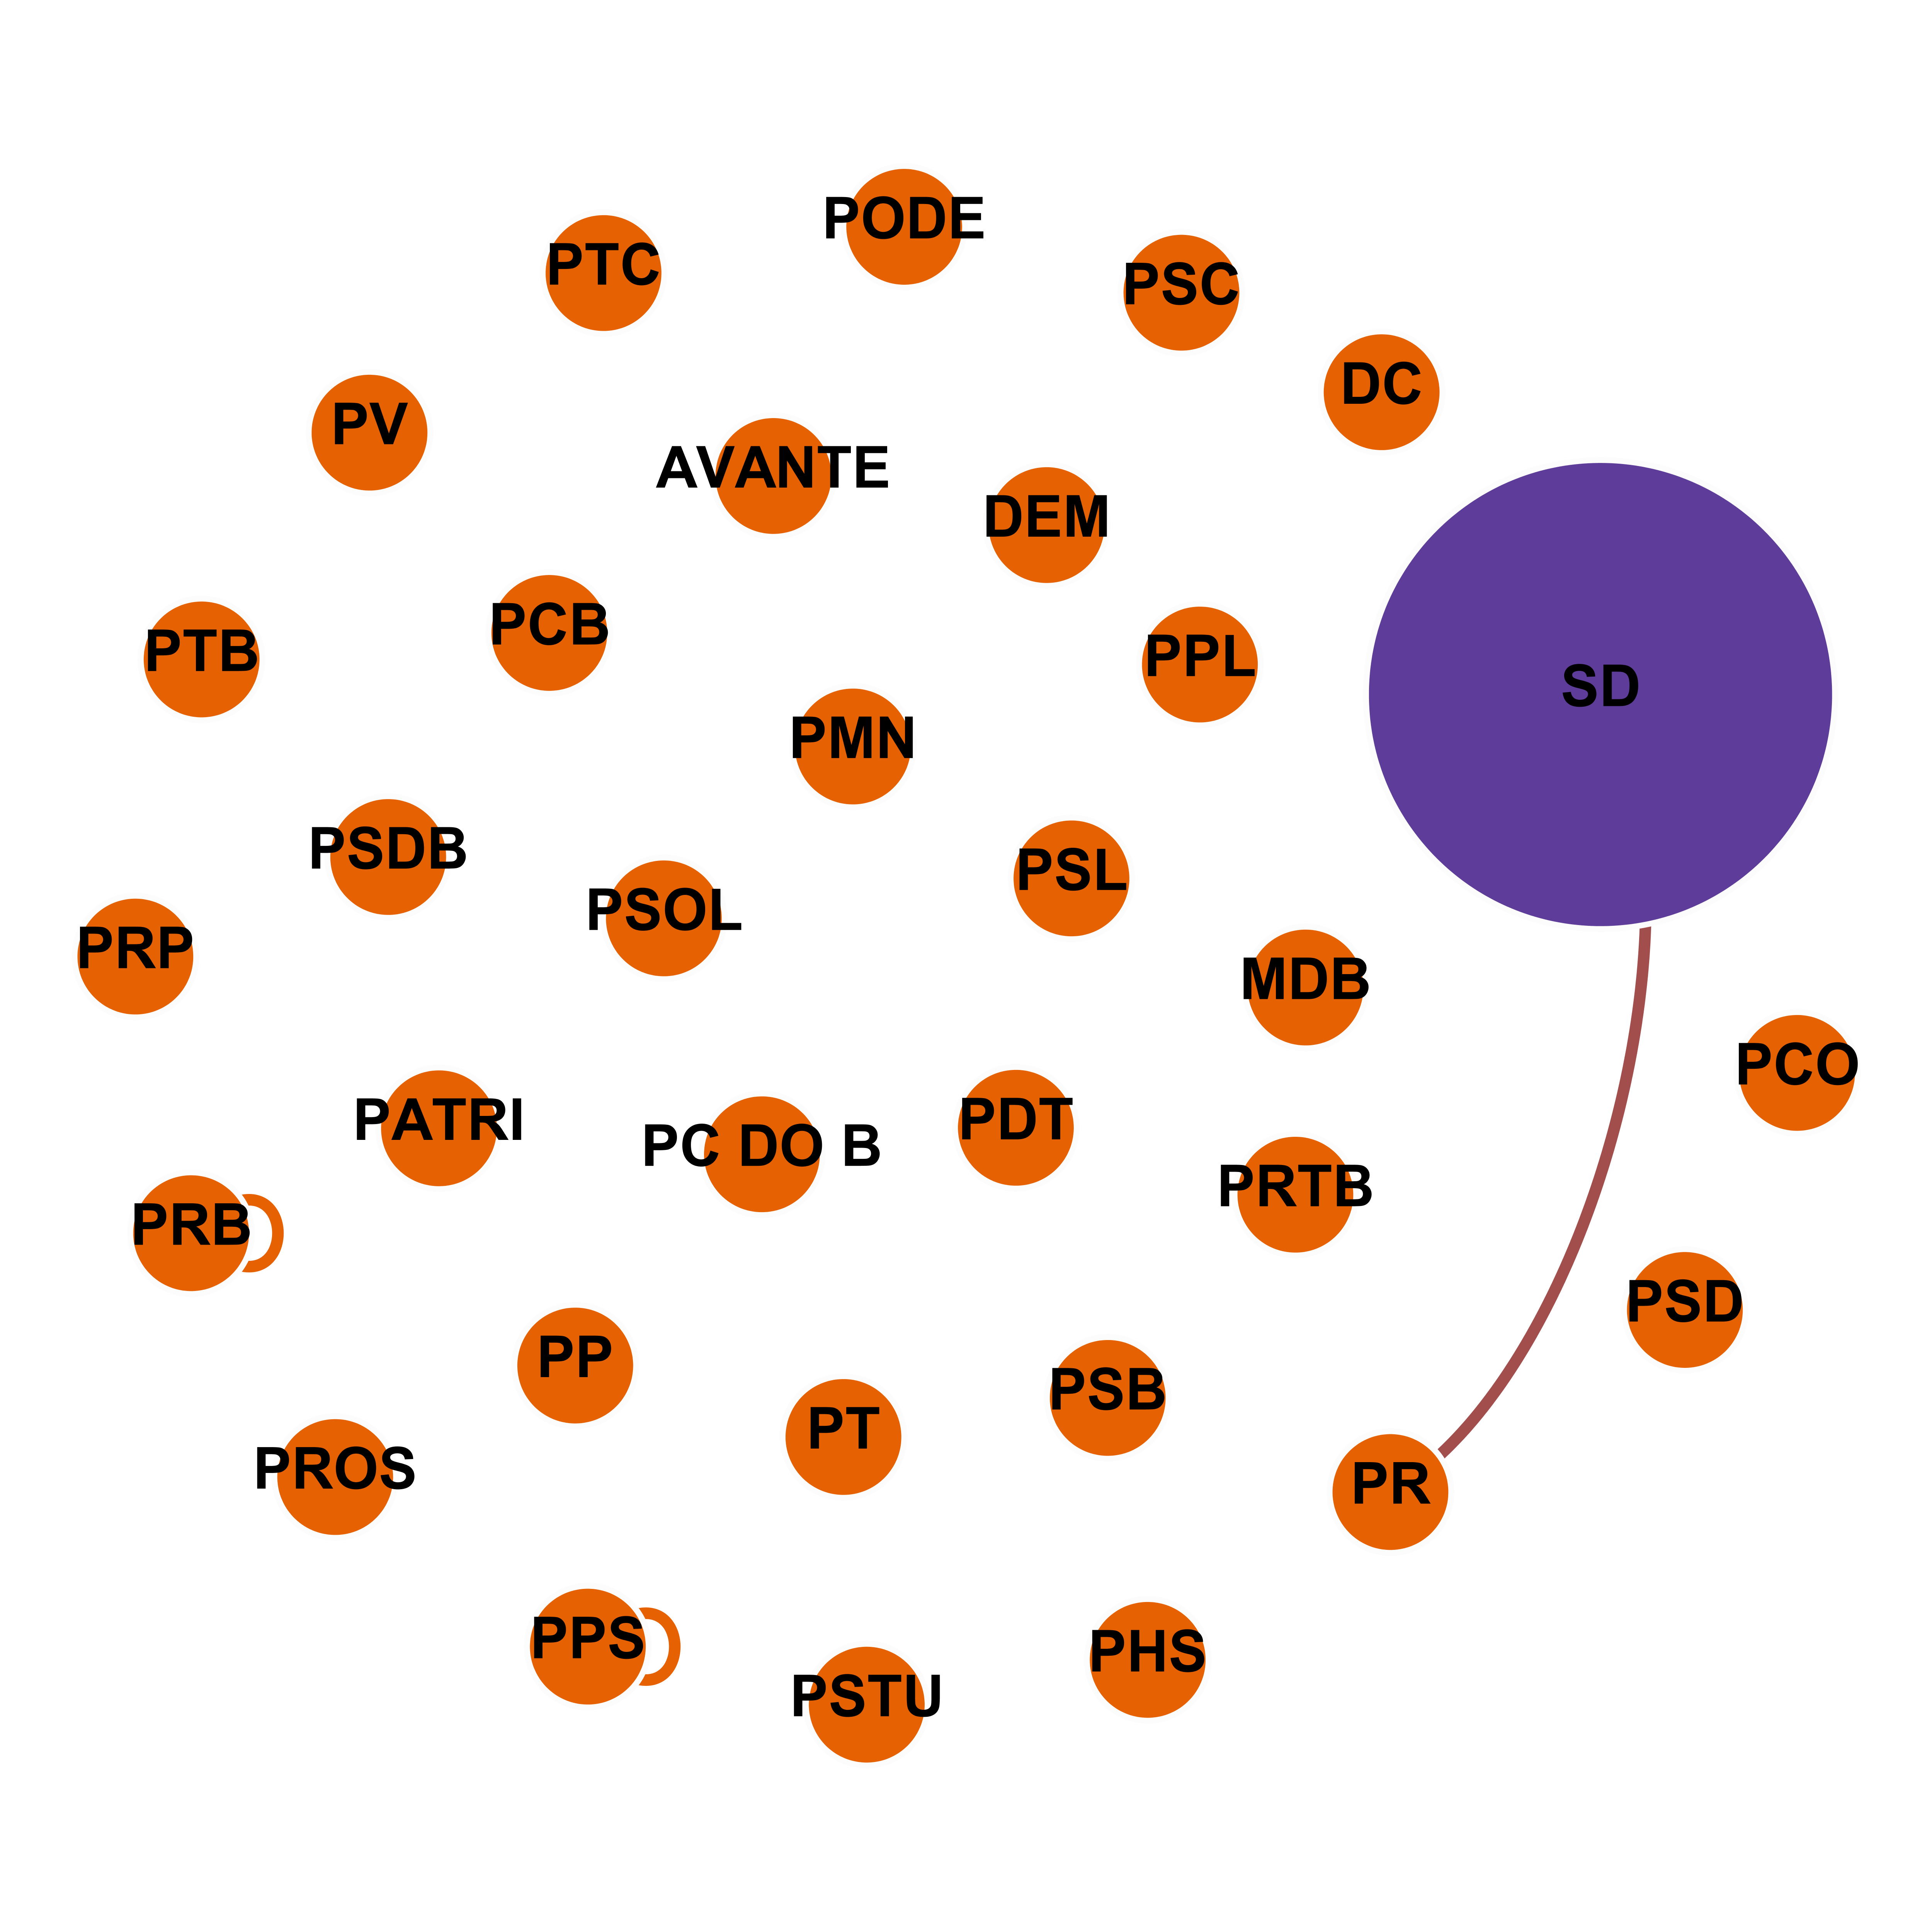 PODE
PTC
PSC
DC
PV
AVANTE
DEM
PCB
PTB
PPL
SD
PMN
PSDB
PSL
PSOL
PRP
MDB
PCO
PATRI
PDT
PC DO B
PRTB
PRB
PSD
PP
PSB
PT
PROS
PR
PPS
PHS
PSTU